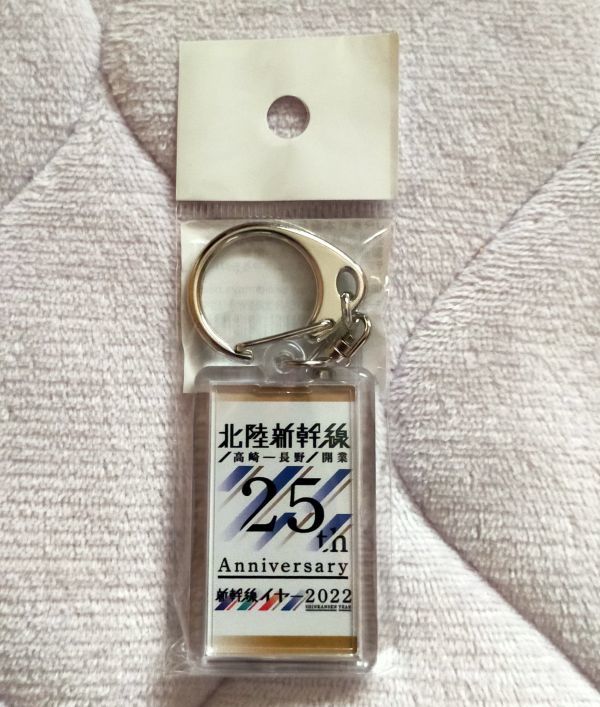 北陸新幹線
/高崎ー長野/開業
25th
Anniversary
新幹線イヤー2022
SHINKANSEN YEAR